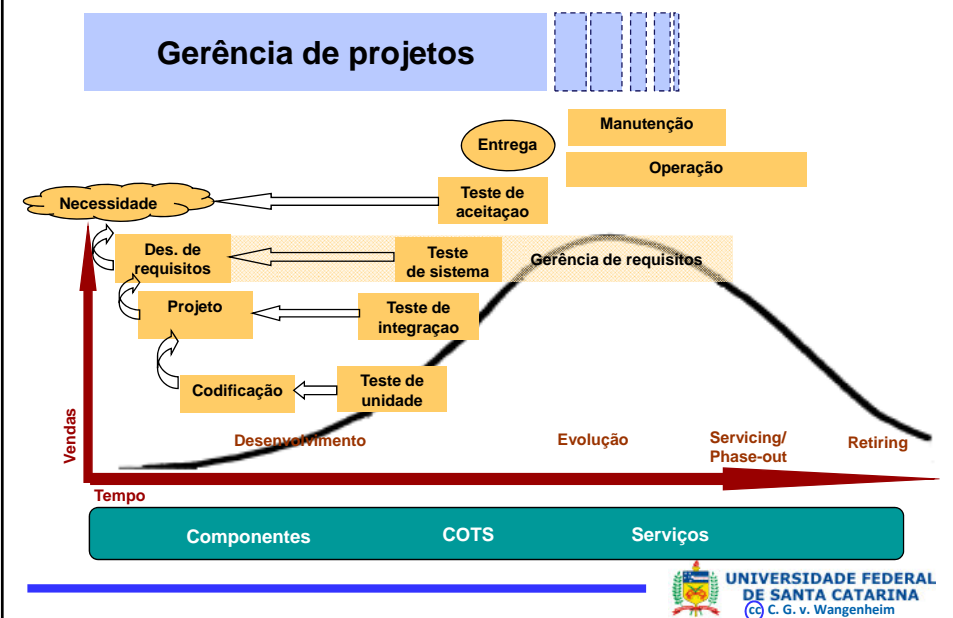 Gerência de projetos
Manutenção
Entrega
Operação
Necessidade
Teste de
aceitaçao
Des. de
requisitos
Teste
de sistema
Gerência de requisitos
Projeto
Teste de
integraçao
Codificação
Teste de
unidade
Vendas
Desenvolvimento
Evolução
Servicing/
Phase-out
Retiring
Tempo
Componentes
COTS
Serviços
UNIVERSIDADE FEDERAL
DE SANTA CATARINA
cc C. G. v. Wangenheim